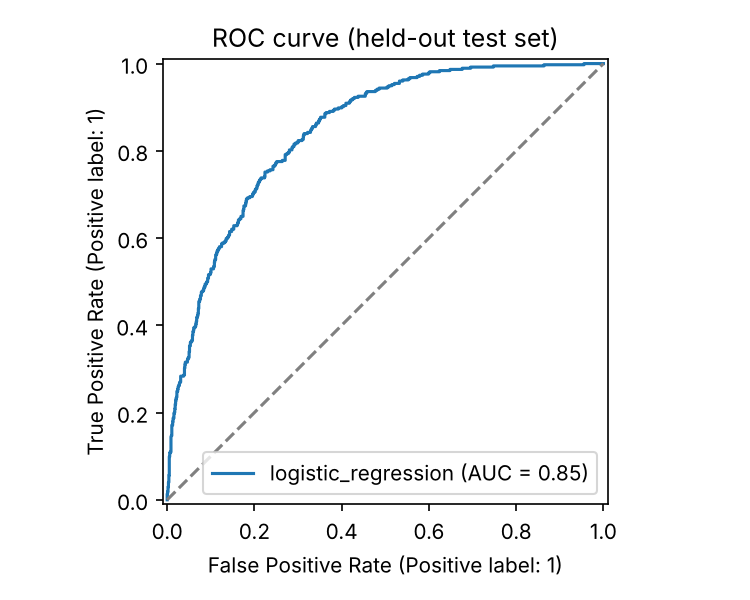 ROC curve (held-out test set)
True Positive Rate (Positive label: 1)
1.0
0.8
0.6
0.4
0.2
0.0
logistic_regression (AUC = 0.85)
0.0 0.2 0.4 0.6 0.8 1.0
False Positive Rate (Positive label: 1)